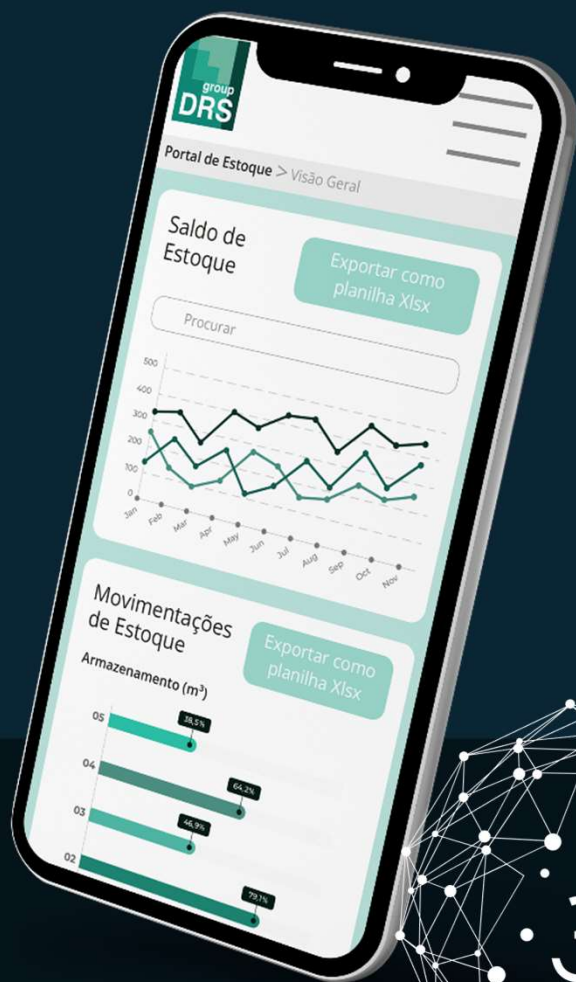 group
DRS
Portal de Estoque > Visão Geral
Saldo de
Estoque
Exportar como
planilha Xlsx
Procurar
500
400
300
200
100
0
Jan
Feb
Mar
Apr
May
Jun
Jul
Aug
Sep
Oct
Nov
Movimentações
de Estoque
Exportar como
planilha Xlsx
Armazenamento (m³)
05
38,5%
04
64,2%
03
46,9%
02
79,1%